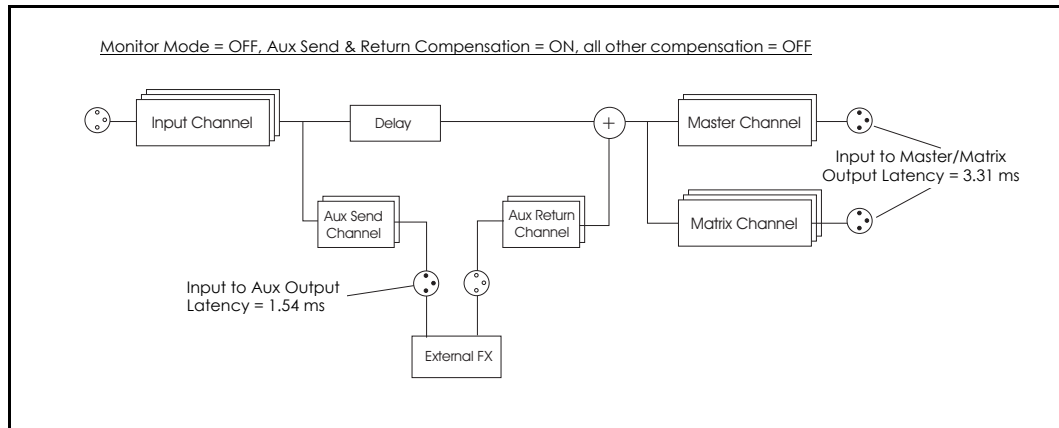 Monitor Mode = OFF, Aux Send & Return Compensation = ON, all other compensation = OFF
Input Channel
Delay
+
Master Channel
Input to Master/Matrix
Output Latency = 3.31 ms
Aux Send
Channel
Aux Return
Channel
Matrix Channel
Input to Aux Output
Latency = 1.54 ms
External FX